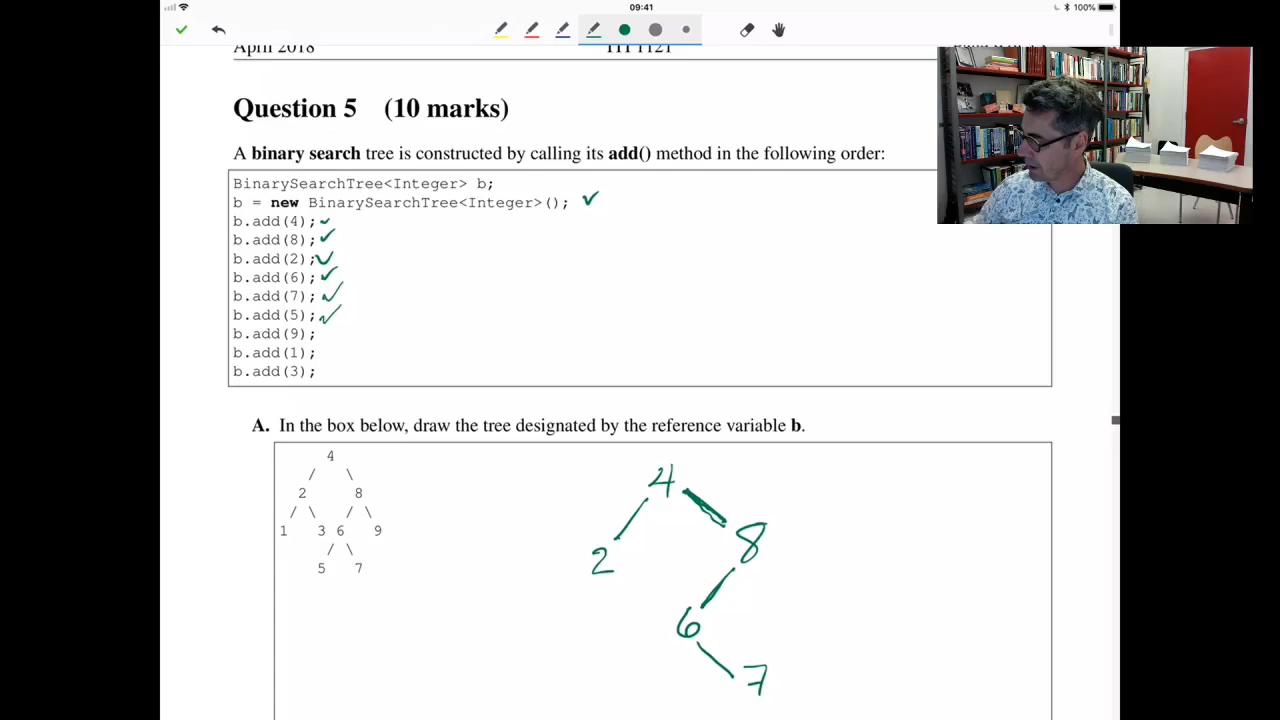 09:41
100%
April 2018
ITI 1121
Question 5 (10 marks)
A binary search tree is constructed by calling its add() method in the following order:
BinarySearchTree<Integer> b;
b = new BinarySearchTree<Integer>(); ✓
b.add(4); ✓
b.add(8); ✓
b.add(2); ✓
b.add(6); ✓
b.add(7); ✓
b.add(5); ✓
b.add(9);
b.add(1);
b.add(3);
A. In the box below, draw the tree designated by the reference variable b.
4
/ \
2 8
/ \ / \
1 3 6 9
/ \
5 7
4
2 8
6
7